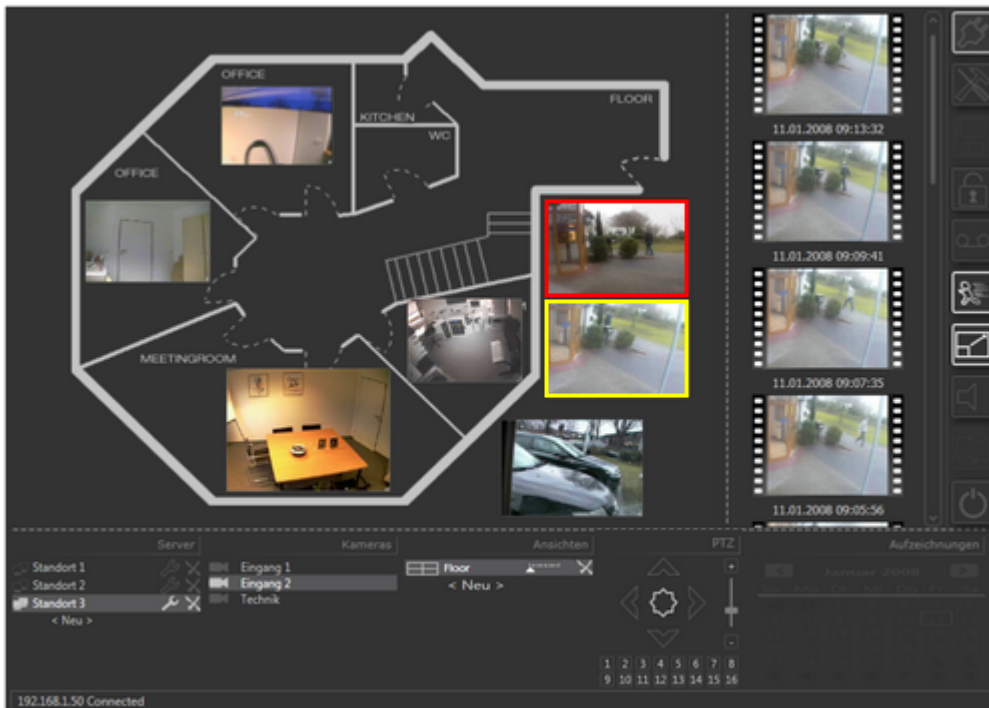 OFFICE
FLOOR
KITCHEN
WC
OFFICE
MEETINGROOM
11.01.2008 09:13:32
11.01.2008 09:09:41
11.01.2008 09:07:35
11.01.2008 09:05:56
Server
Kameras
Ansichten
PTZ
Aufzeichnungen
Standort 1
Standort 2
Standort 3
< Neu >
Eingang 1
Eingang 2
Technik
Floor
< Neu >
+
-
1 2 3 4 5 6 7 8
9 10 11 12 13 14 15 16
Januar 2008
192.168.1.50 Connected